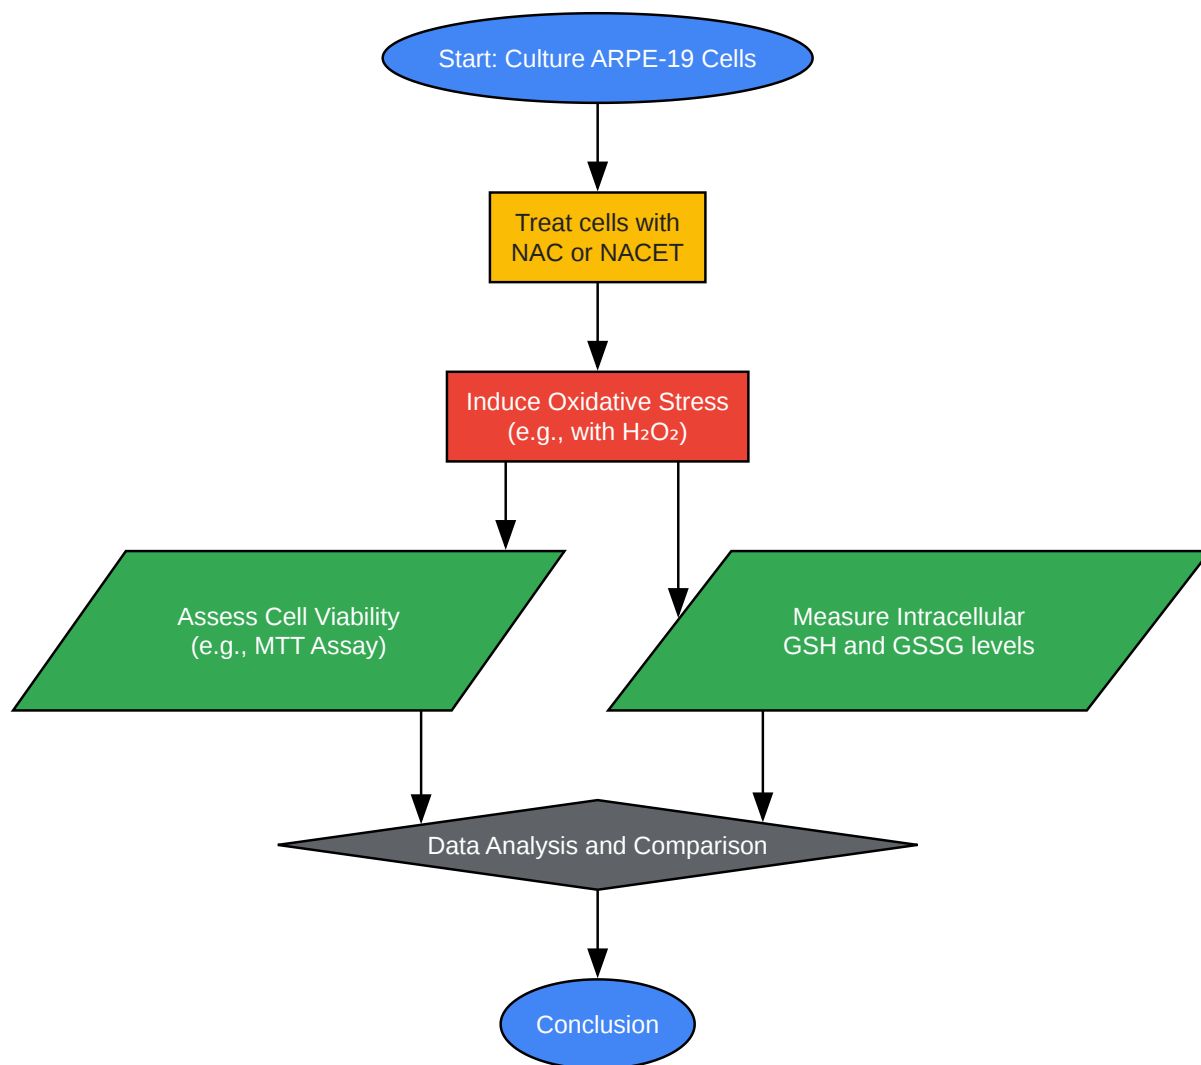 Start: Culture ARPE-19 Cells
Treat cells with
NAC or NACET
Induce Oxidative Stress
(e.g., with H₂O₂)
Assess Cell Viability
(e.g., MTT Assay)
Measure Intracellular
GSH and GSSG levels
Data Analysis and Comparison
Conclusion